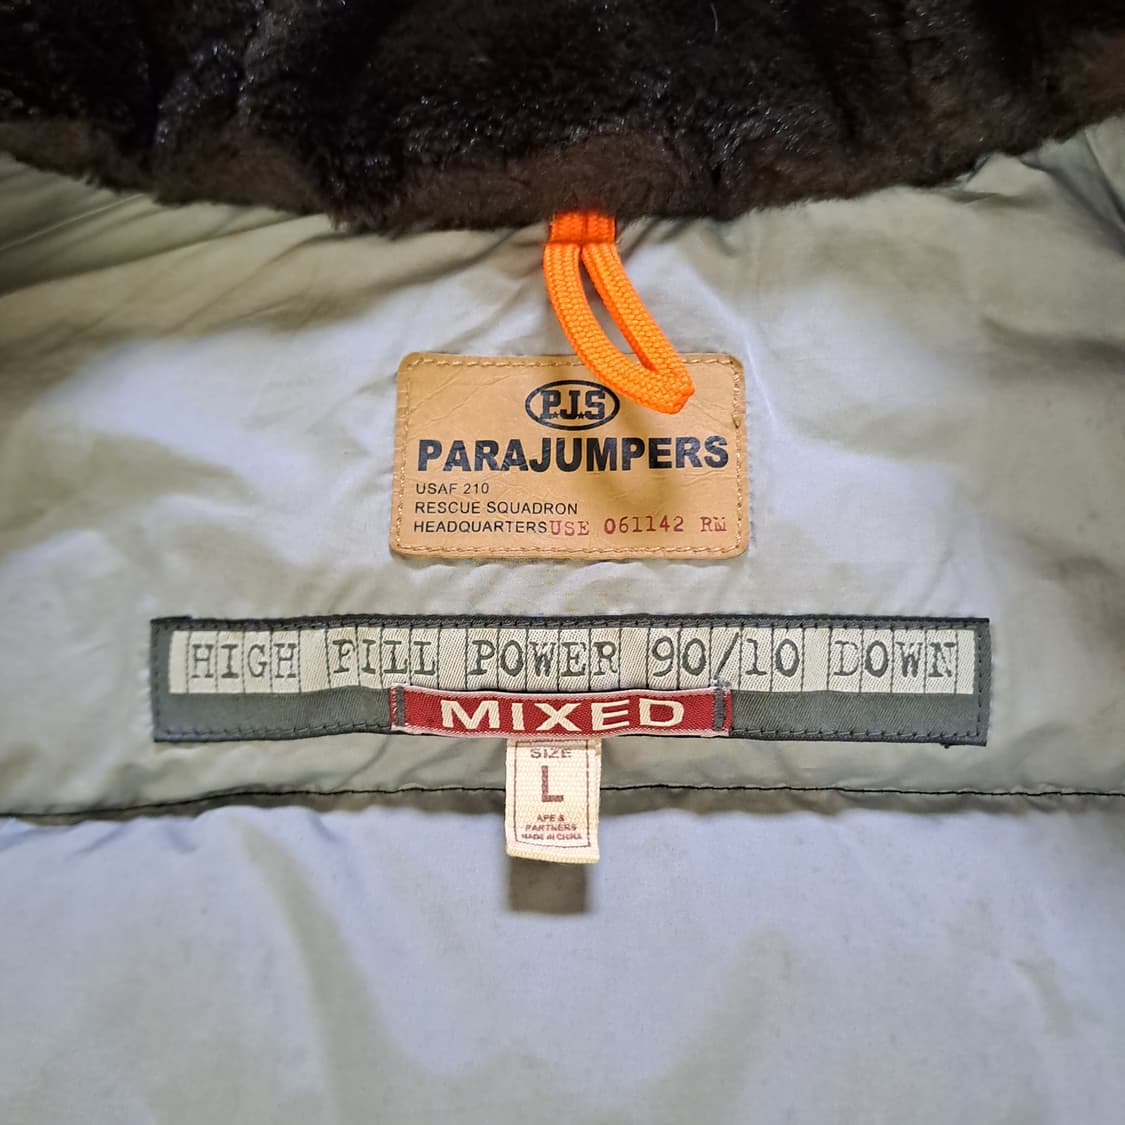 P.J.S
PARAJUMPERS
USAF 210
RESCUE SQUADRON
HEADQUARTERS USE 061142 RM
HIGH FILL POWER 90/10 DOWN
MIXED
SIZE
L
APE &
PARTNERS
MADE IN CHINA